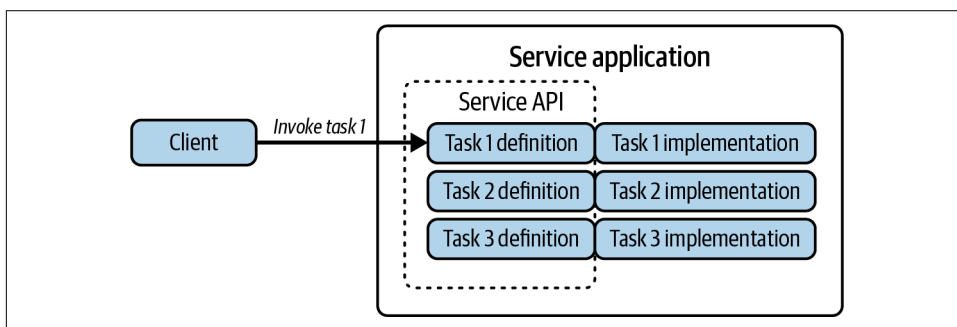 Service application
Service API
Client
Invoke task 1
Task 1 definition
Task 1 implementation
Task 2 definition
Task 2 implementation
Task 3 definition
Task 3 implementation